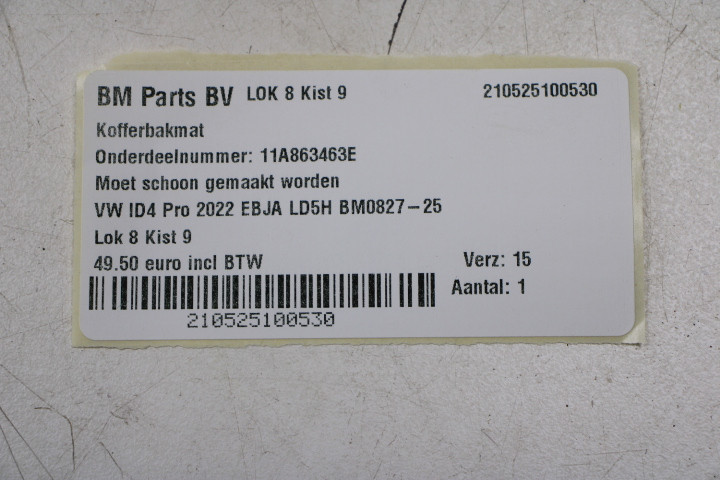 BM Parts BV LOK 8 Kist 9 210525100530
Kofferbakmat
Onderdeelnummer: 11A863463E
Moet schoon gemaakt worden
VW ID4 Pro 2022 EBJA LD5H BM0827-25
Lok 8 Kist 9
49.50 euro incl BTW Verz: 15
Aantal: 1
210525100530